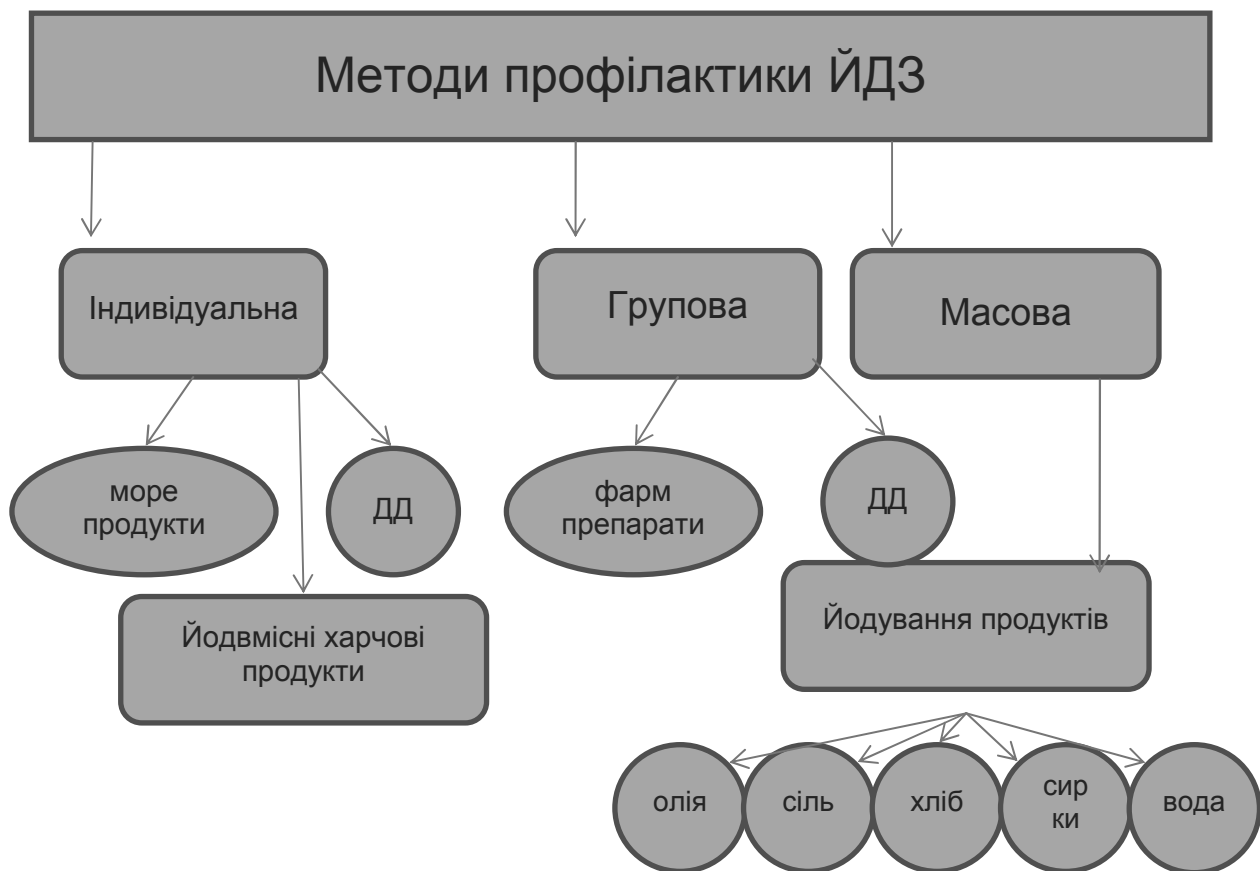 Методи профілактики ЙДЗ
Індивідуальна
Групова
Масова
море
продукти
ДД
фарм
препарати
ДД
Йодвмісні харчові
продукти
Йодування продуктів
олія
сіль
хліб
сир
ки
вода